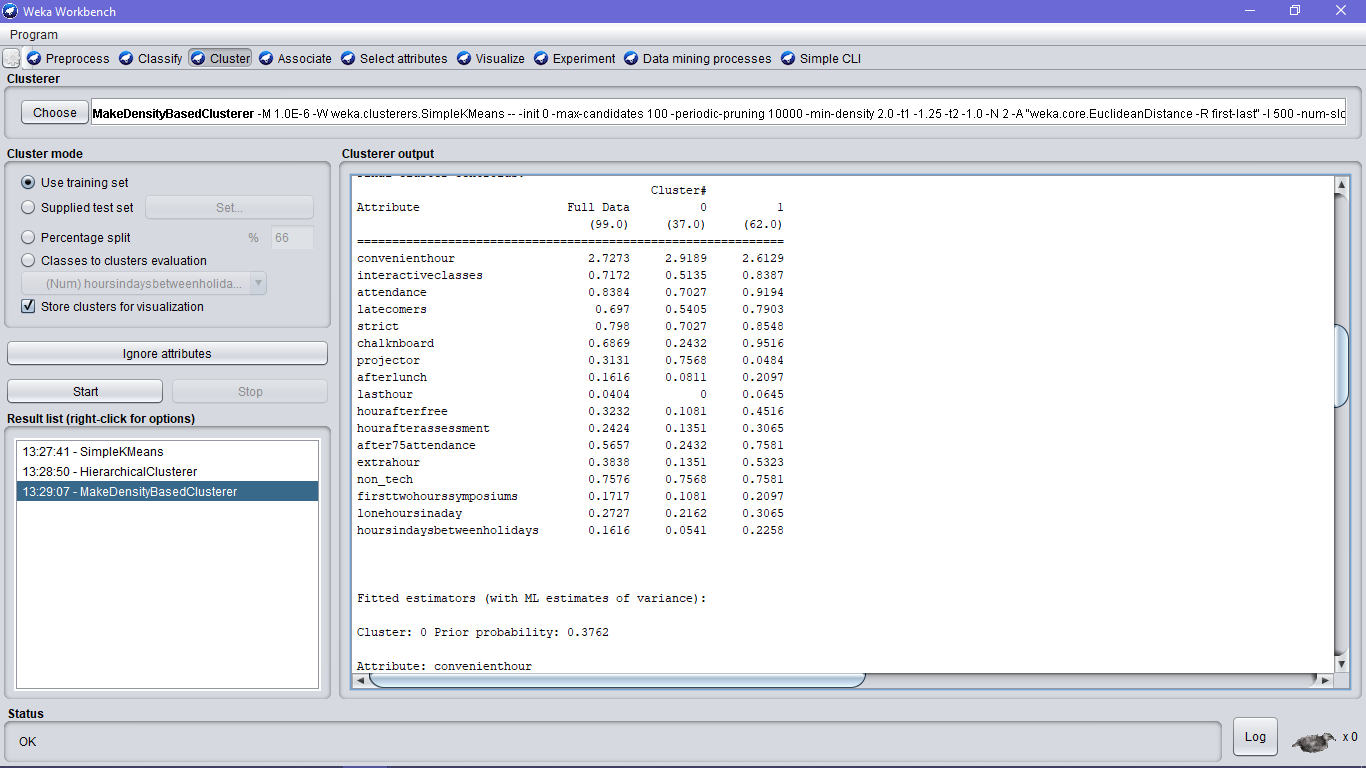 Weka Workbench
Program
Preprocess Classify Cluster Associate Select attributes Visualize Experiment Data mining processes Simple CLI
Clusterer
Choose MakeDensityBasedClusterer -M 1.0E-6 -W weka.clusterers.SimpleKMeans -- -init 0 -max-candidates 100 -periodic-pruning 10000 -min-density 2.0 -t1 -1.25 -t2 -1.0 -N 2 -A "weka.core.EuclideanDistance -R first-last" -I 500 -num-slo
Cluster mode
Use training set
Supplied test set Set...
Percentage split % 66
Classes to clusters evaluation
(Num) hoursindaysbetweenholida...
Store clusters for visualization
Ignore attributes
Start Stop
Result list (right-click for options)
13:27:41 - SimpleKMeans
13:28:50 - HierarchicalClusterer
13:29:07 - MakeDensityBasedClusterer
Clusterer output
Cluster#
Attribute Full Data 0 1
(99.0) (37.0) (62.0)
=============================================================
convenienthour 2.7273 2.9189 2.6129
interactiveclasses 0.7172 0.5135 0.8387
attendance 0.8384 0.7027 0.9194
latecomers 0.697 0.5405 0.7903
strict 0.798 0.7027 0.8548
chalknboard 0.6869 0.2432 0.9516
projector 0.3131 0.7568 0.0484
afterlunch 0.1616 0.0811 0.2097
lasthour 0.0404 0 0.0645
hourafterfree 0.3232 0.1081 0.4516
hourafterassessment 0.2424 0.1351 0.3065
after75attendance 0.5657 0.2432 0.7581
extrahour 0.3838 0.1351 0.5323
non_tech 0.7576 0.7568 0.7581
firsttwohourssymposiums 0.1717 0.1081 0.2097
lonehoursinaday 0.2727 0.2162 0.3065
hoursindaysbetweenholidays 0.1616 0.0541 0.2258
Fitted estimators (with ML estimates of variance):
Cluster: 0 Prior probability: 0.3762
Attribute: convenienthour
Status
OK
Log x 0